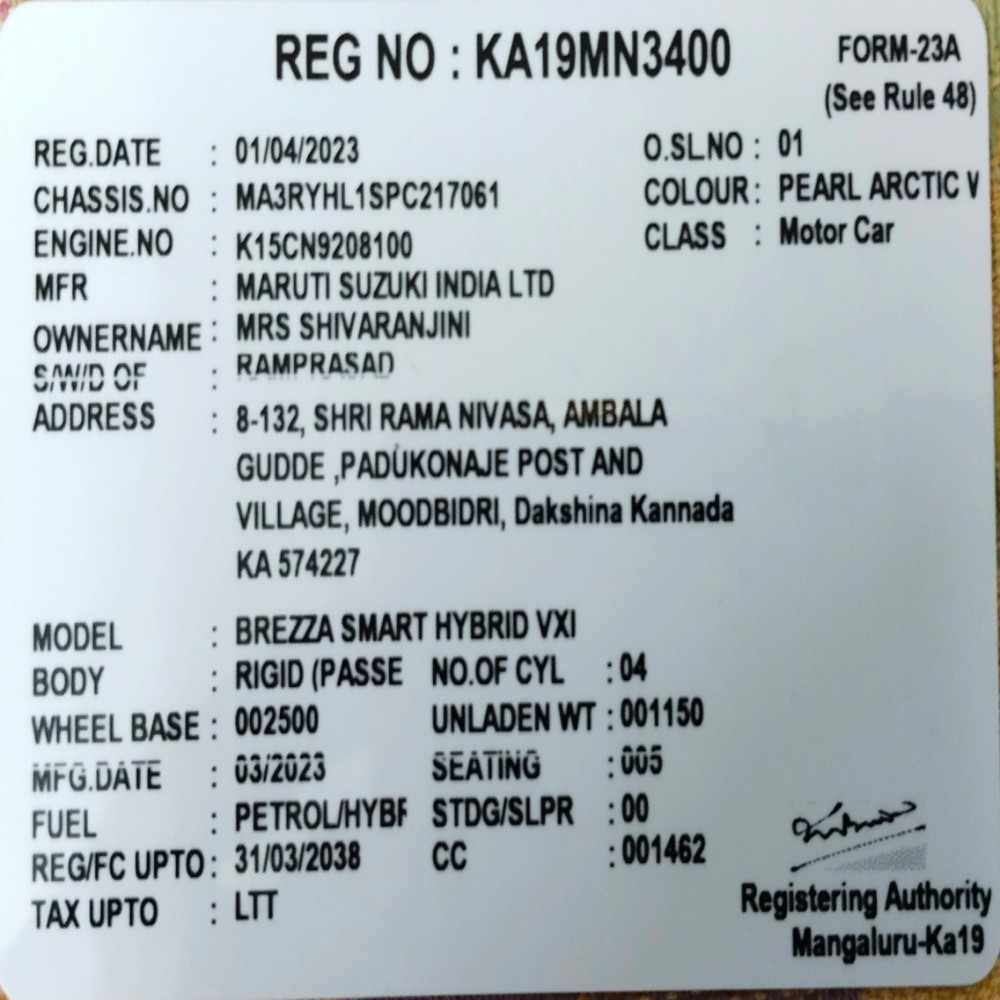 REG NO : KA19MN3400
FORM-23A
(See Rule 48)
REG.DATE : 01/04/2023 O.SLNO : 01
CHASSIS.NO : MA3RYHL1SPC217061 COLOUR : PEARL ARCTIC W
ENGINE.NO : K15CN9208100 CLASS : Motor Car
MFR : MARUTI SUZUKI INDIA LTD
OWNERNAME : MRS SHIVARANJINI
S/W/D OF : RAMPRASAD
ADDRESS : 8-132, SHRI RAMA NIVASA, AMBALA
GUDDE ,PADUKONAJE POST AND
VILLAGE, MOODBIDRI, Dakshina Kannada
KA 574227
MODEL : BREZZA SMART HYBRID VXI
BODY : RIGID (PASSE NO.OF CYL : 04
WHEEL BASE : 002500 UNLADEN WT : 001150
MFG.DATE : 03/2023 SEATING : 005
FUEL : PETROL/HYBR STDG/SLPR : 00
REG/FC UPTO : 31/03/2038 CC : 001462
TAX UPTO : LTT
Registering Authority
Mangaluru-Ka19